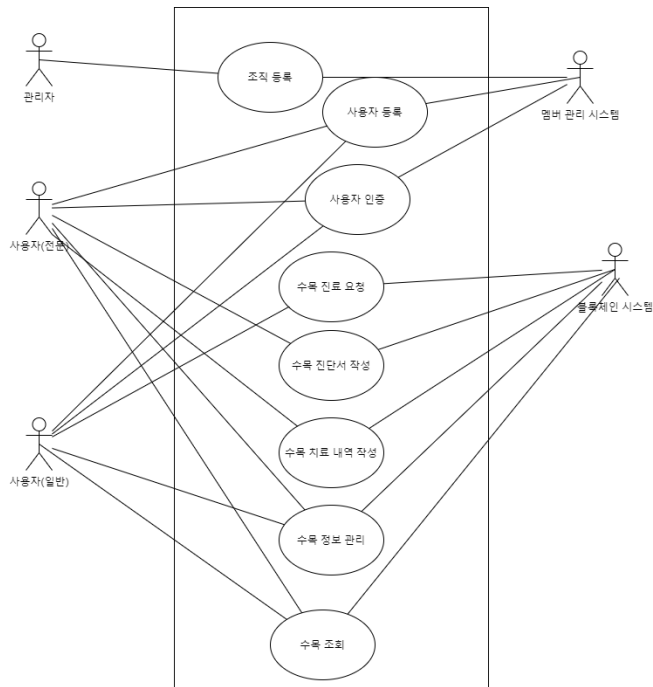 조직 등록
관리자
사용자 등록
멤버 관리 시스템
사용자 인증
사용자(전문)
수목 진료 요청
블록체인 시스템
수목 진단서 작성
수목 치료 내역 작성
사용자(일반)
수목 정보 관리
수목 조회